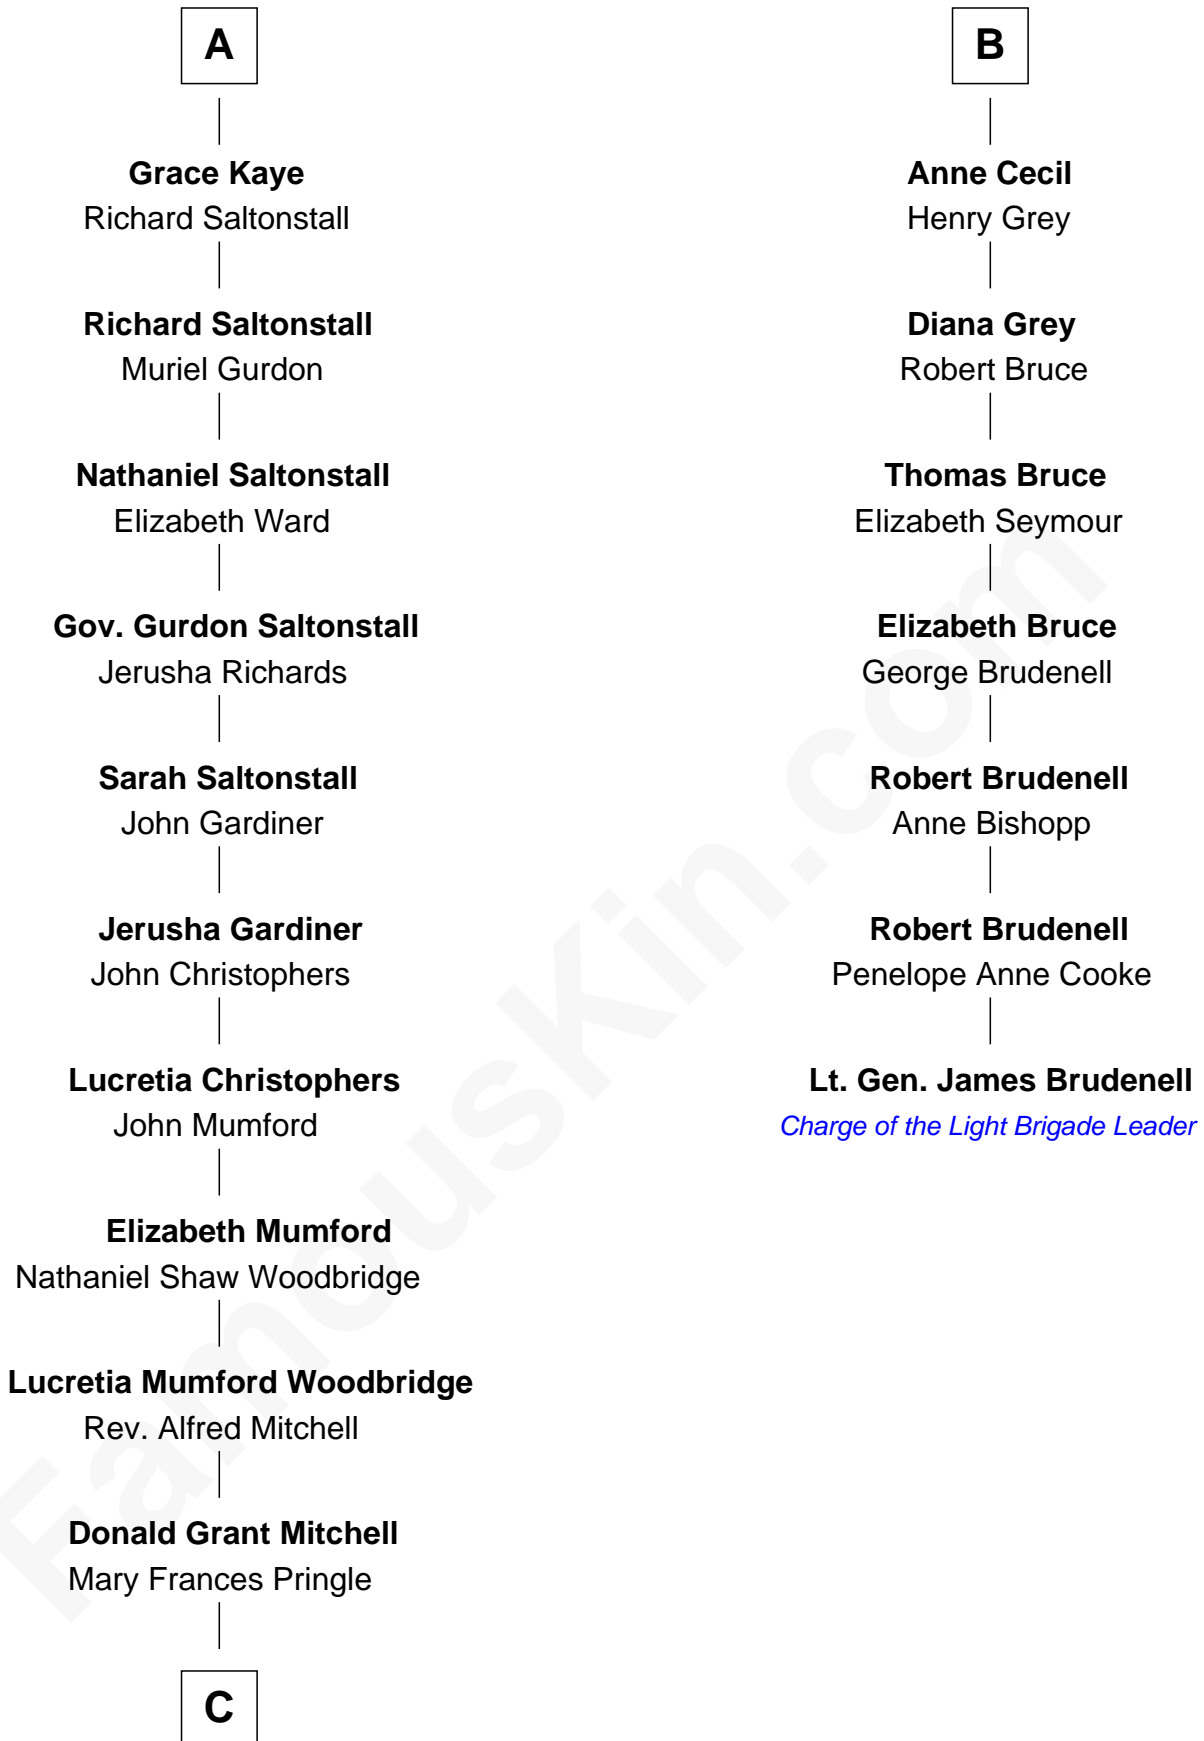 A
Grace Kaye
Richard Saltonstall
Richard Saltonstall
Muriel Gurdon
Nathaniel Saltonstall
Elizabeth Ward
Gov. Gurdon Saltonstall
Jerusha Richards
Sarah Saltonstall
John Gardiner
Jerusha Gardiner
John Christophers
Lucretia Christophers
John Mumford
Elizabeth Mumford
Nathaniel Shaw Woodbridge
Lucretia Mumford Woodbridge
Rev. Alfred Mitchell
Donald Grant Mitchell
Mary Frances Pringle
C
B
Anne Cecil
Henry Grey
Diana Grey
Robert Bruce
Thomas Bruce
Elizabeth Seymour
Elizabeth Bruce
George Brudenell
Robert Brudenell
Anne Bishopp
Robert Brudenell
Penelope Anne Cooke
Lt. Gen. James Brudenell
Charge of the Light Brigade Leader
FamousKin.com